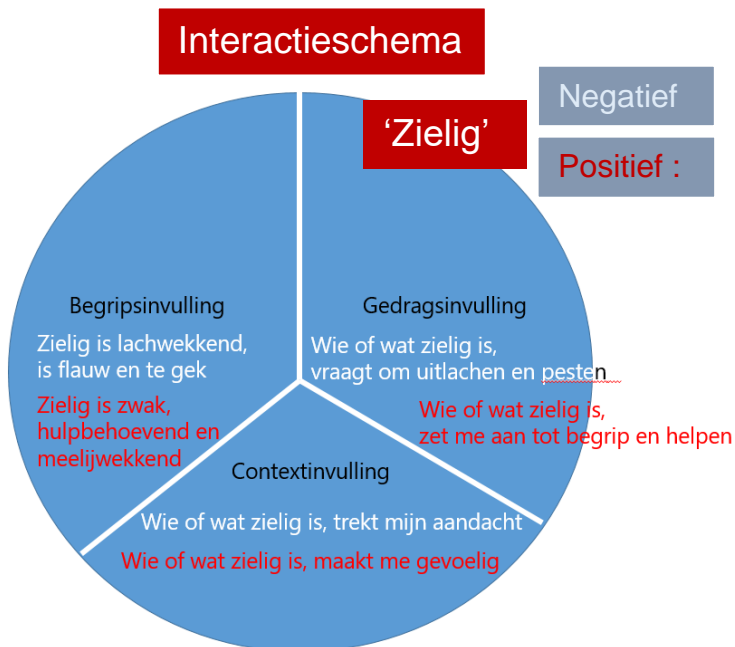 Interactieschema
‘Zielig’
Negatief
Positief :
Begripsinvulling
Zielig is lachwekkend,
is flauw en te gek
Zielig is zwak,
hulpbehoevend en
meelijwekkend
Gedragsinvulling
Wie of wat zielig is,
vraagt om uitlachen en pesten
Wie of wat zielig is,
zet me aan tot begrip en helpen
Contextinvulling
Wie of wat zielig is, trekt mijn aandacht
Wie of wat zielig is, maakt me gevoelig